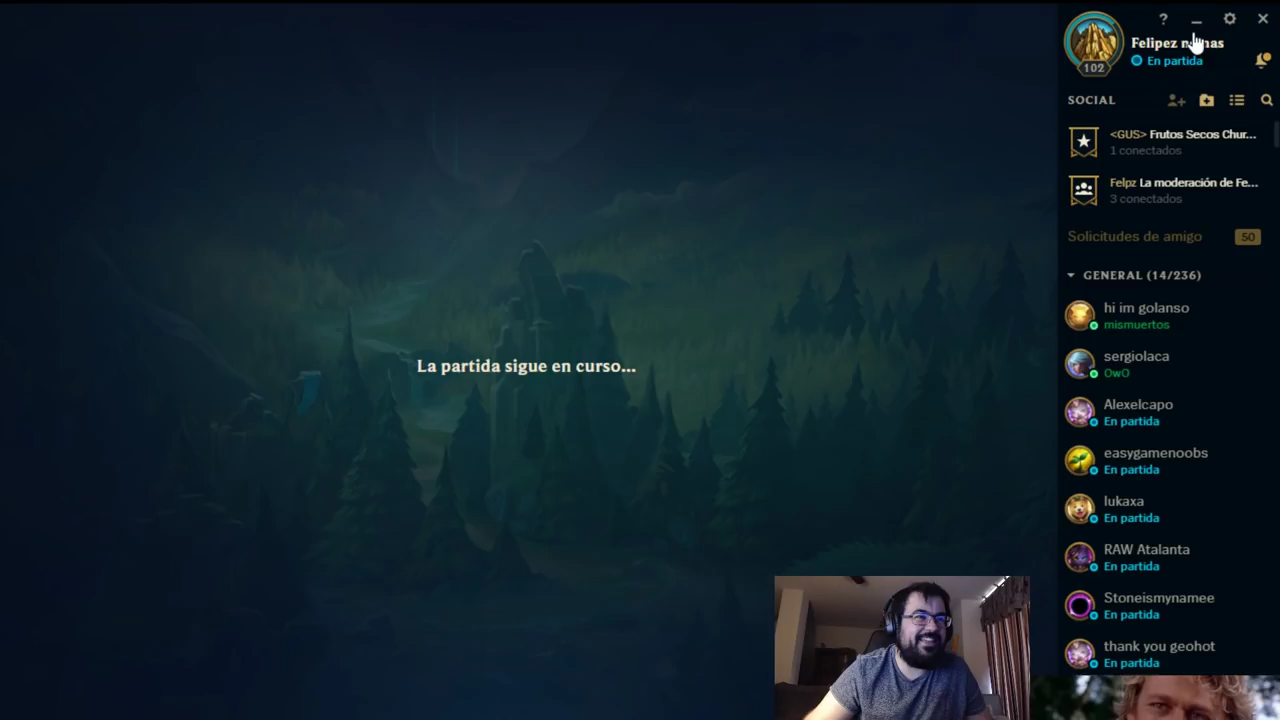 ?
Felipez
En partida
102
SOCIAL
<GUS> Frutos Secos Chur...
1 conectados
Felpz La moderación de Fe...
3 conectados
Solicitudes de amigo 50
GENERAL (14/236)
hi im golanso
mismuertos
sergiolaca
OwO
Alexelcapo
En partida
easygamenoobs
En partida
lukaxa
En partida
RAW Atalanta
En partida
Stoneismynamee
En partida
thank you geohot
En partida
La partida sigue en curso...